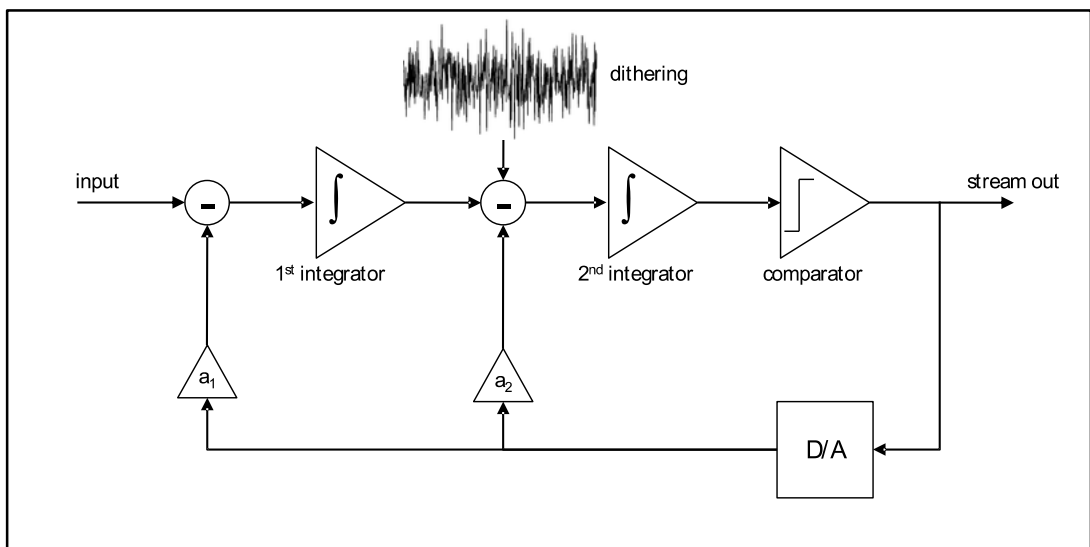 dithering
input
-
∫
-
∫
stream out
1st integrator
2nd integrator
comparator
a1
a2
D/A